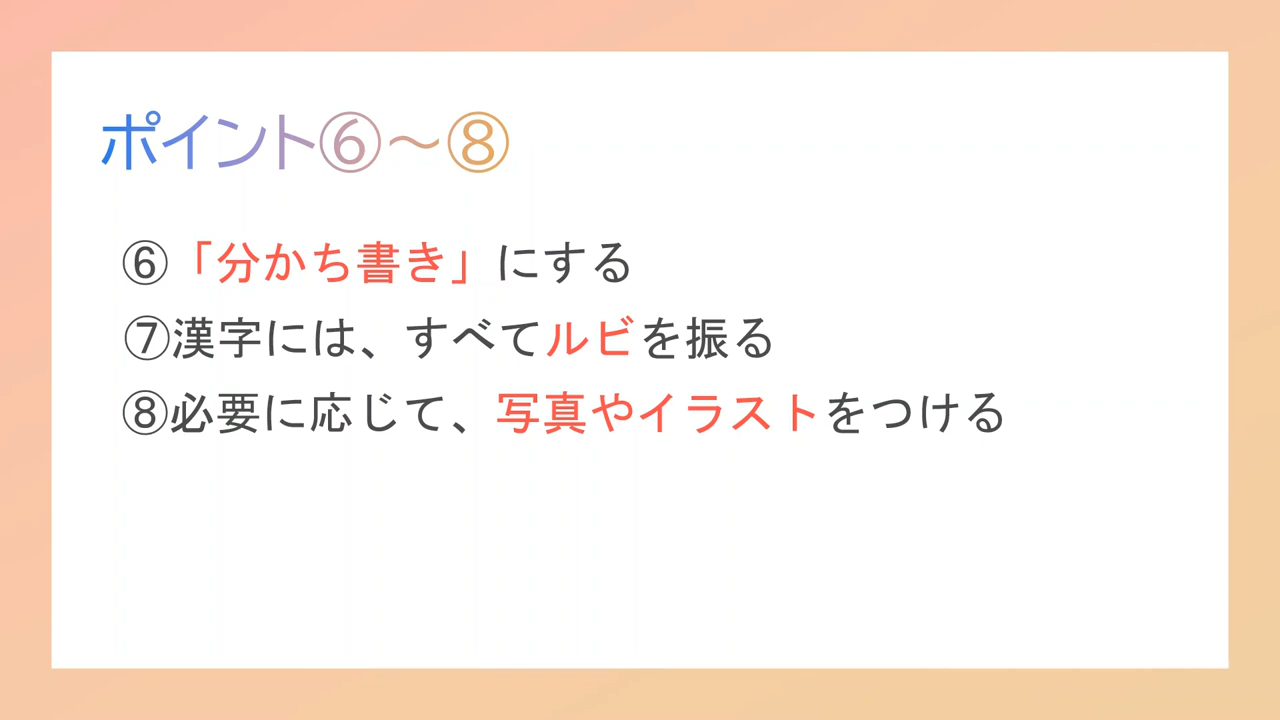 ポイント⑥～⑧
⑥「分かち書き」にする
⑦漢字には、すべてルビを振る
⑧必要に応じて、写真やイラストをつける